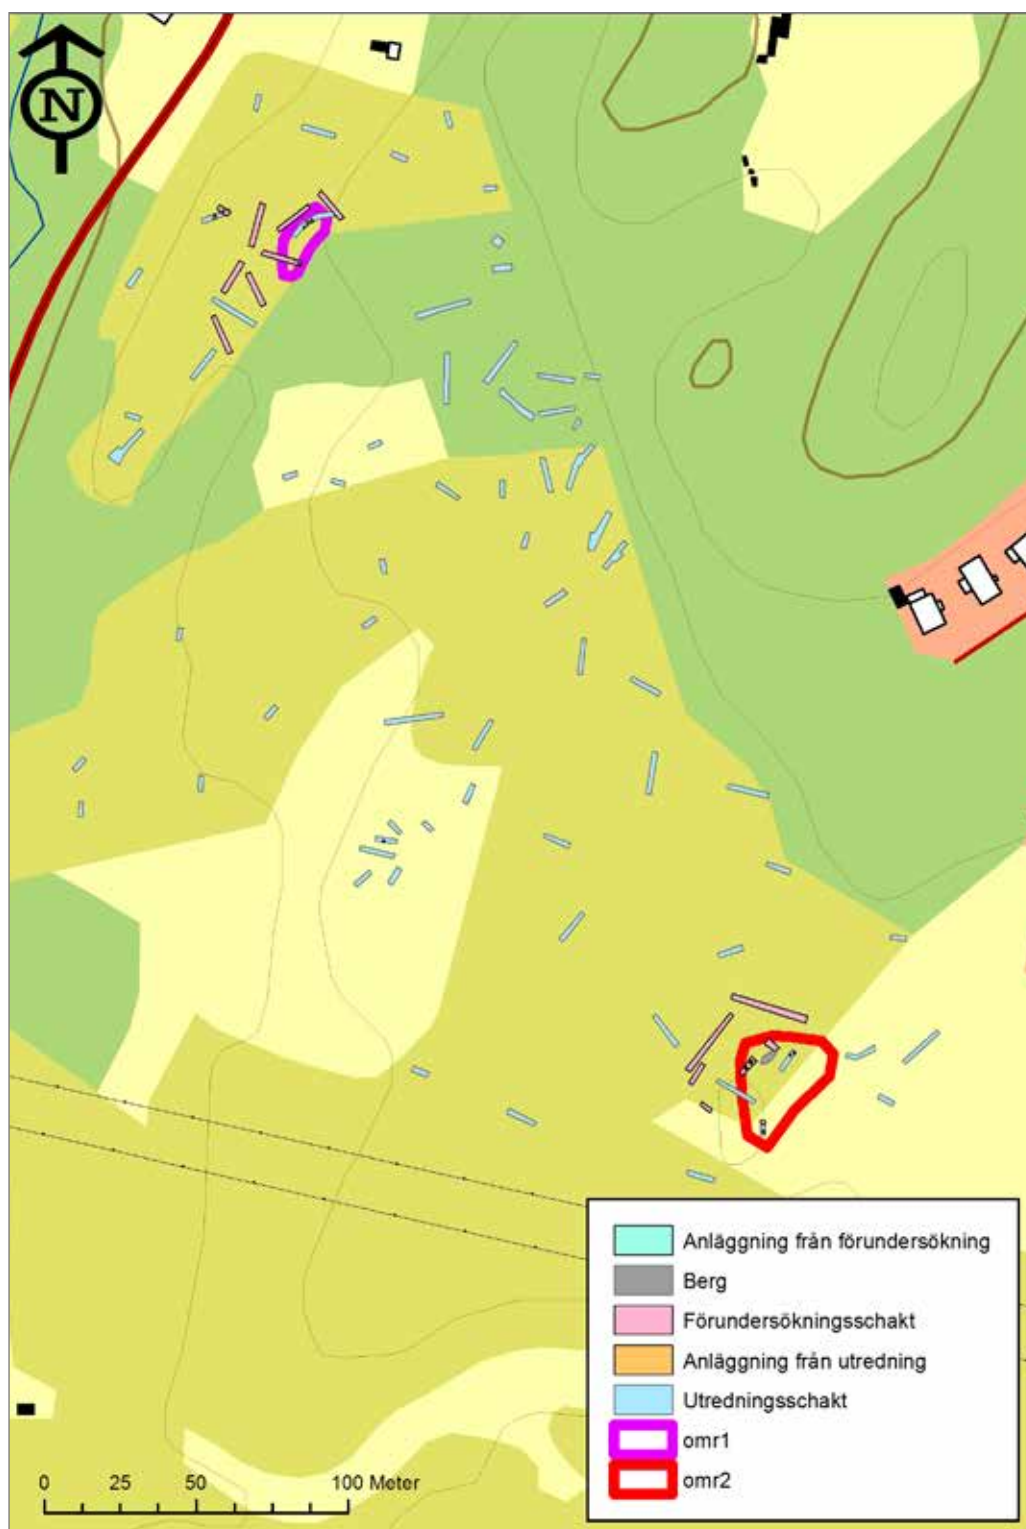 N
Anläggning från förundersökning
Berg
Förundersökningsschakt
Anläggning från utredning
Utredningsschakt
omr1
omr2
0 25 50 100 Meter